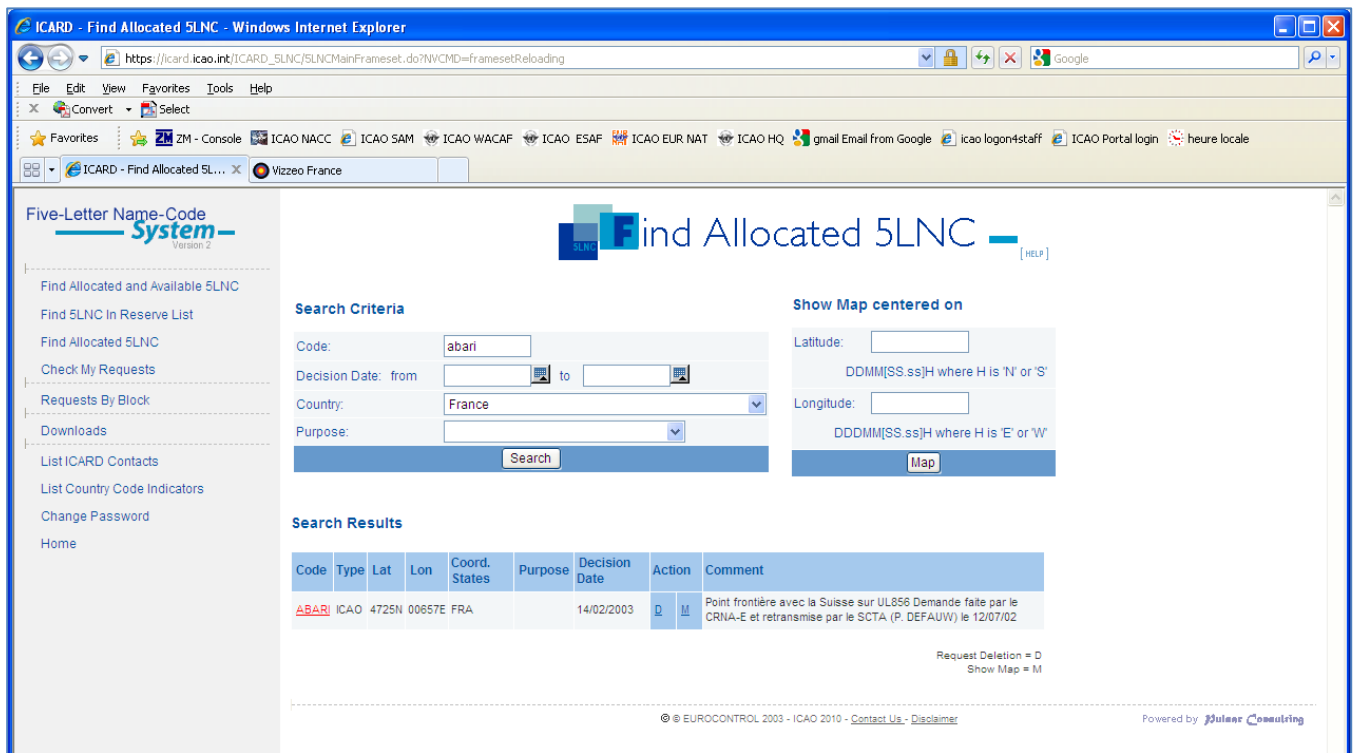 ICARD - Find Allocated 5LNC - Windows Internet Explorer
https://icard.icao.int/ICARD_5LNC/5LNCMainFrameset.do?NVCMD=framesetReloading
Google
File Edit View Favorites Tools Help
Convert Select
Favorites ZM - Console ICAO NACC ICAO SAM ICAO WACAF ICAO ESAF ICAO EUR NAT ICAO HQ gmail Email from Google icao logon4staff ICAO Portal login heure locale
ICARD - Find Allocated 5L... Vizzeo France
Five-Letter Name-Code
System
Version 2
Find Allocated and Available 5LNC
Find 5LNC In Reserve List
Find Allocated 5LNC
Check My Requests
Requests By Block
Downloads
List ICARD Contacts
List Country Code Indicators
Change Password
Home
5LNC Find Allocated 5LNC
[ HELP ]
Search Criteria
Code: abari
Decision Date: from to
Country: France
Purpose:
Search
Show Map centered on
Latitude:
DDMM[SS.ss]H where H is 'N' or 'S'
Longitude:
DDDMM[SS.ss]H where H is 'E' or 'W'
Map
Search Results
Code Type Lat Lon Coord. States Purpose Decision Date Action Comment
ABARI ICAO 4725N 00657E FRA 14/02/2003 D M Point frontière avec la Suisse sur UL856 Demande faite par le
CRNA-E et retransmise par le SCTA (P. DEFAUW) le 12/07/02
Request Deletion = D
Show Map = M
© © EUROCONTROL 2003 - ICAO 2010 - Contact Us - Disclaimer
Powered by Pulsar Consulting